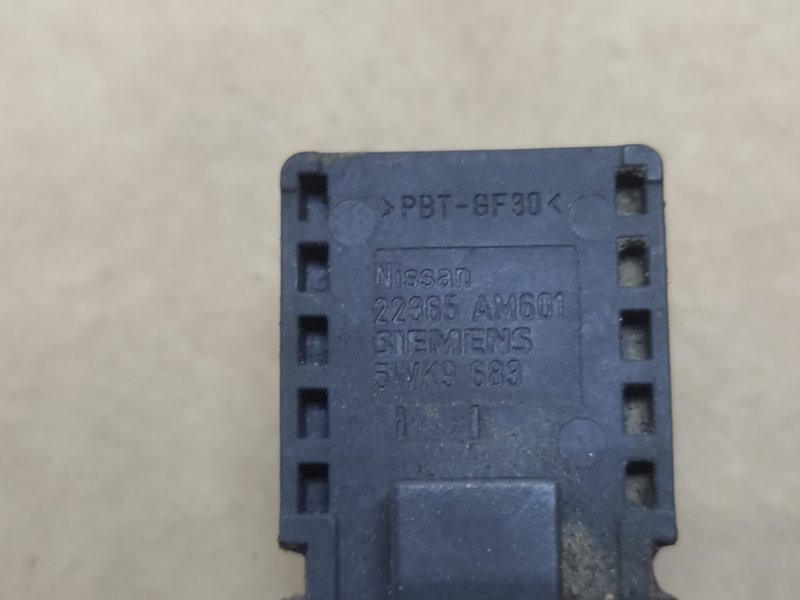 >PBT-GF30<
Nissan
22365 AM601
SIEMENS
5WK9 683